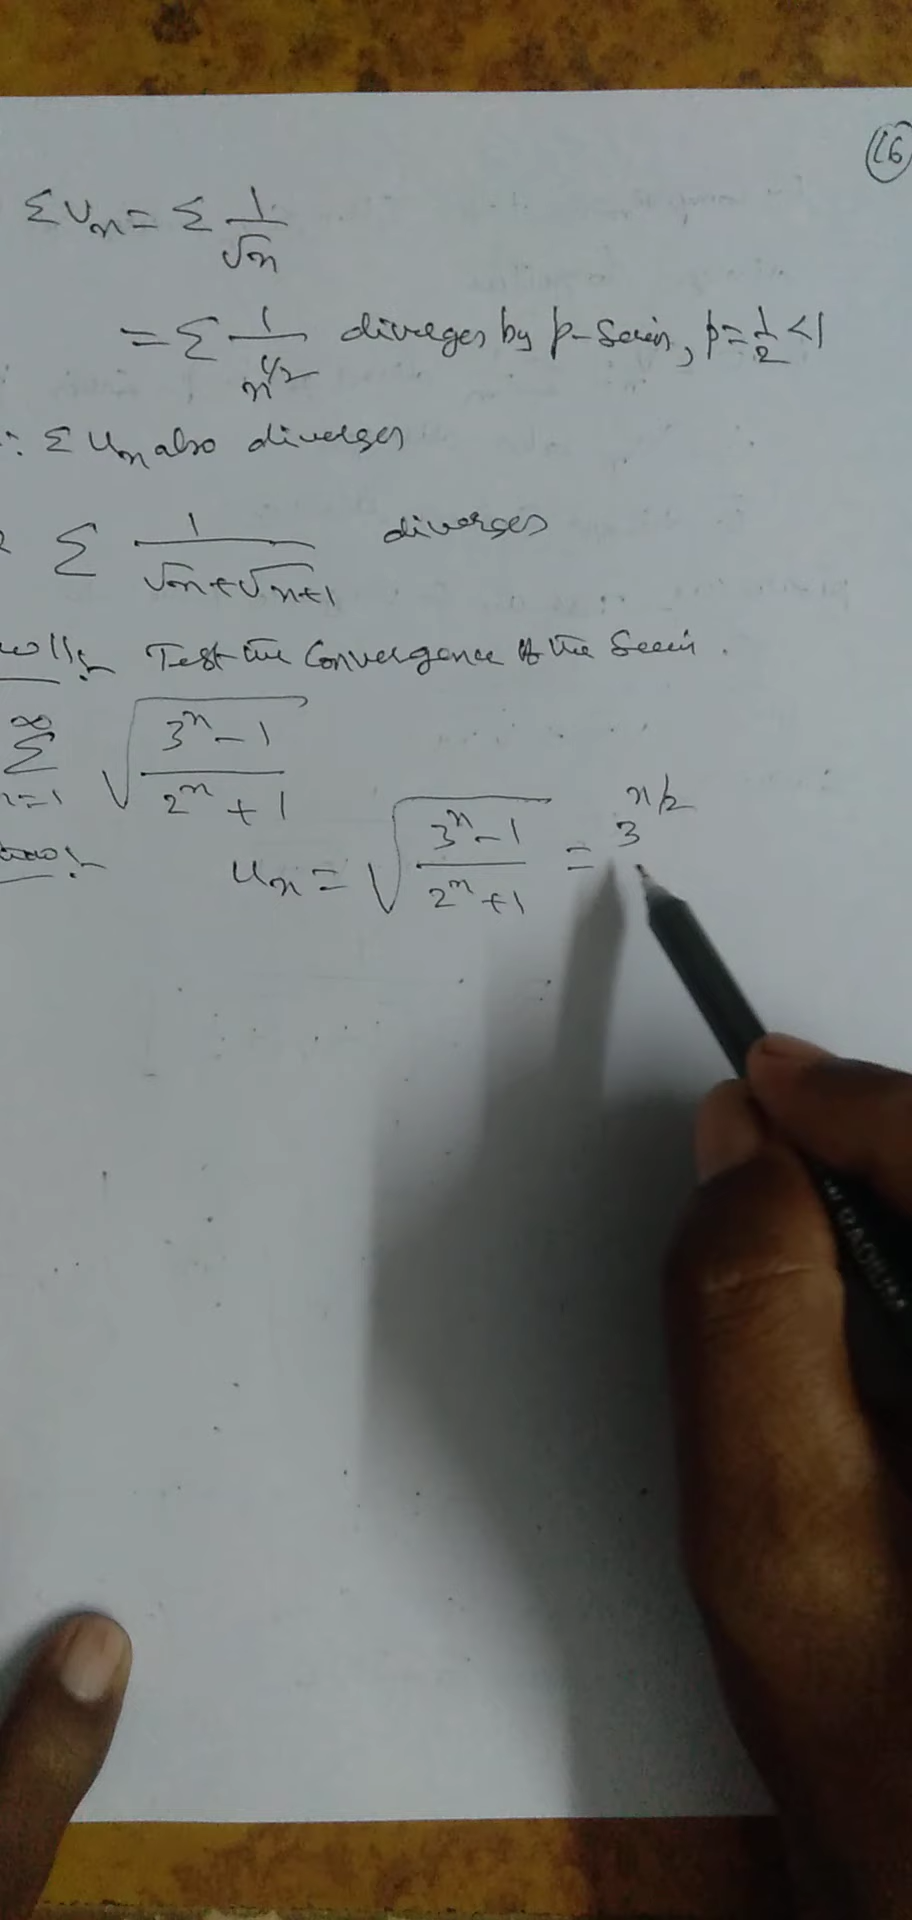 16
Σ Vn = Σ 1/√n
= Σ 1/n^1/2 diverges by p-Series, p = 1/2 < 1
∴ Σ Un also diverges
Σ 1/√n+√n+1 diverges
Test the Convergence of the Series.
∞ Σ n=1 √(3^n - 1 / 2^n + 1)
un = √(3^n - 1 / 2^n + 1) = 3^n/2